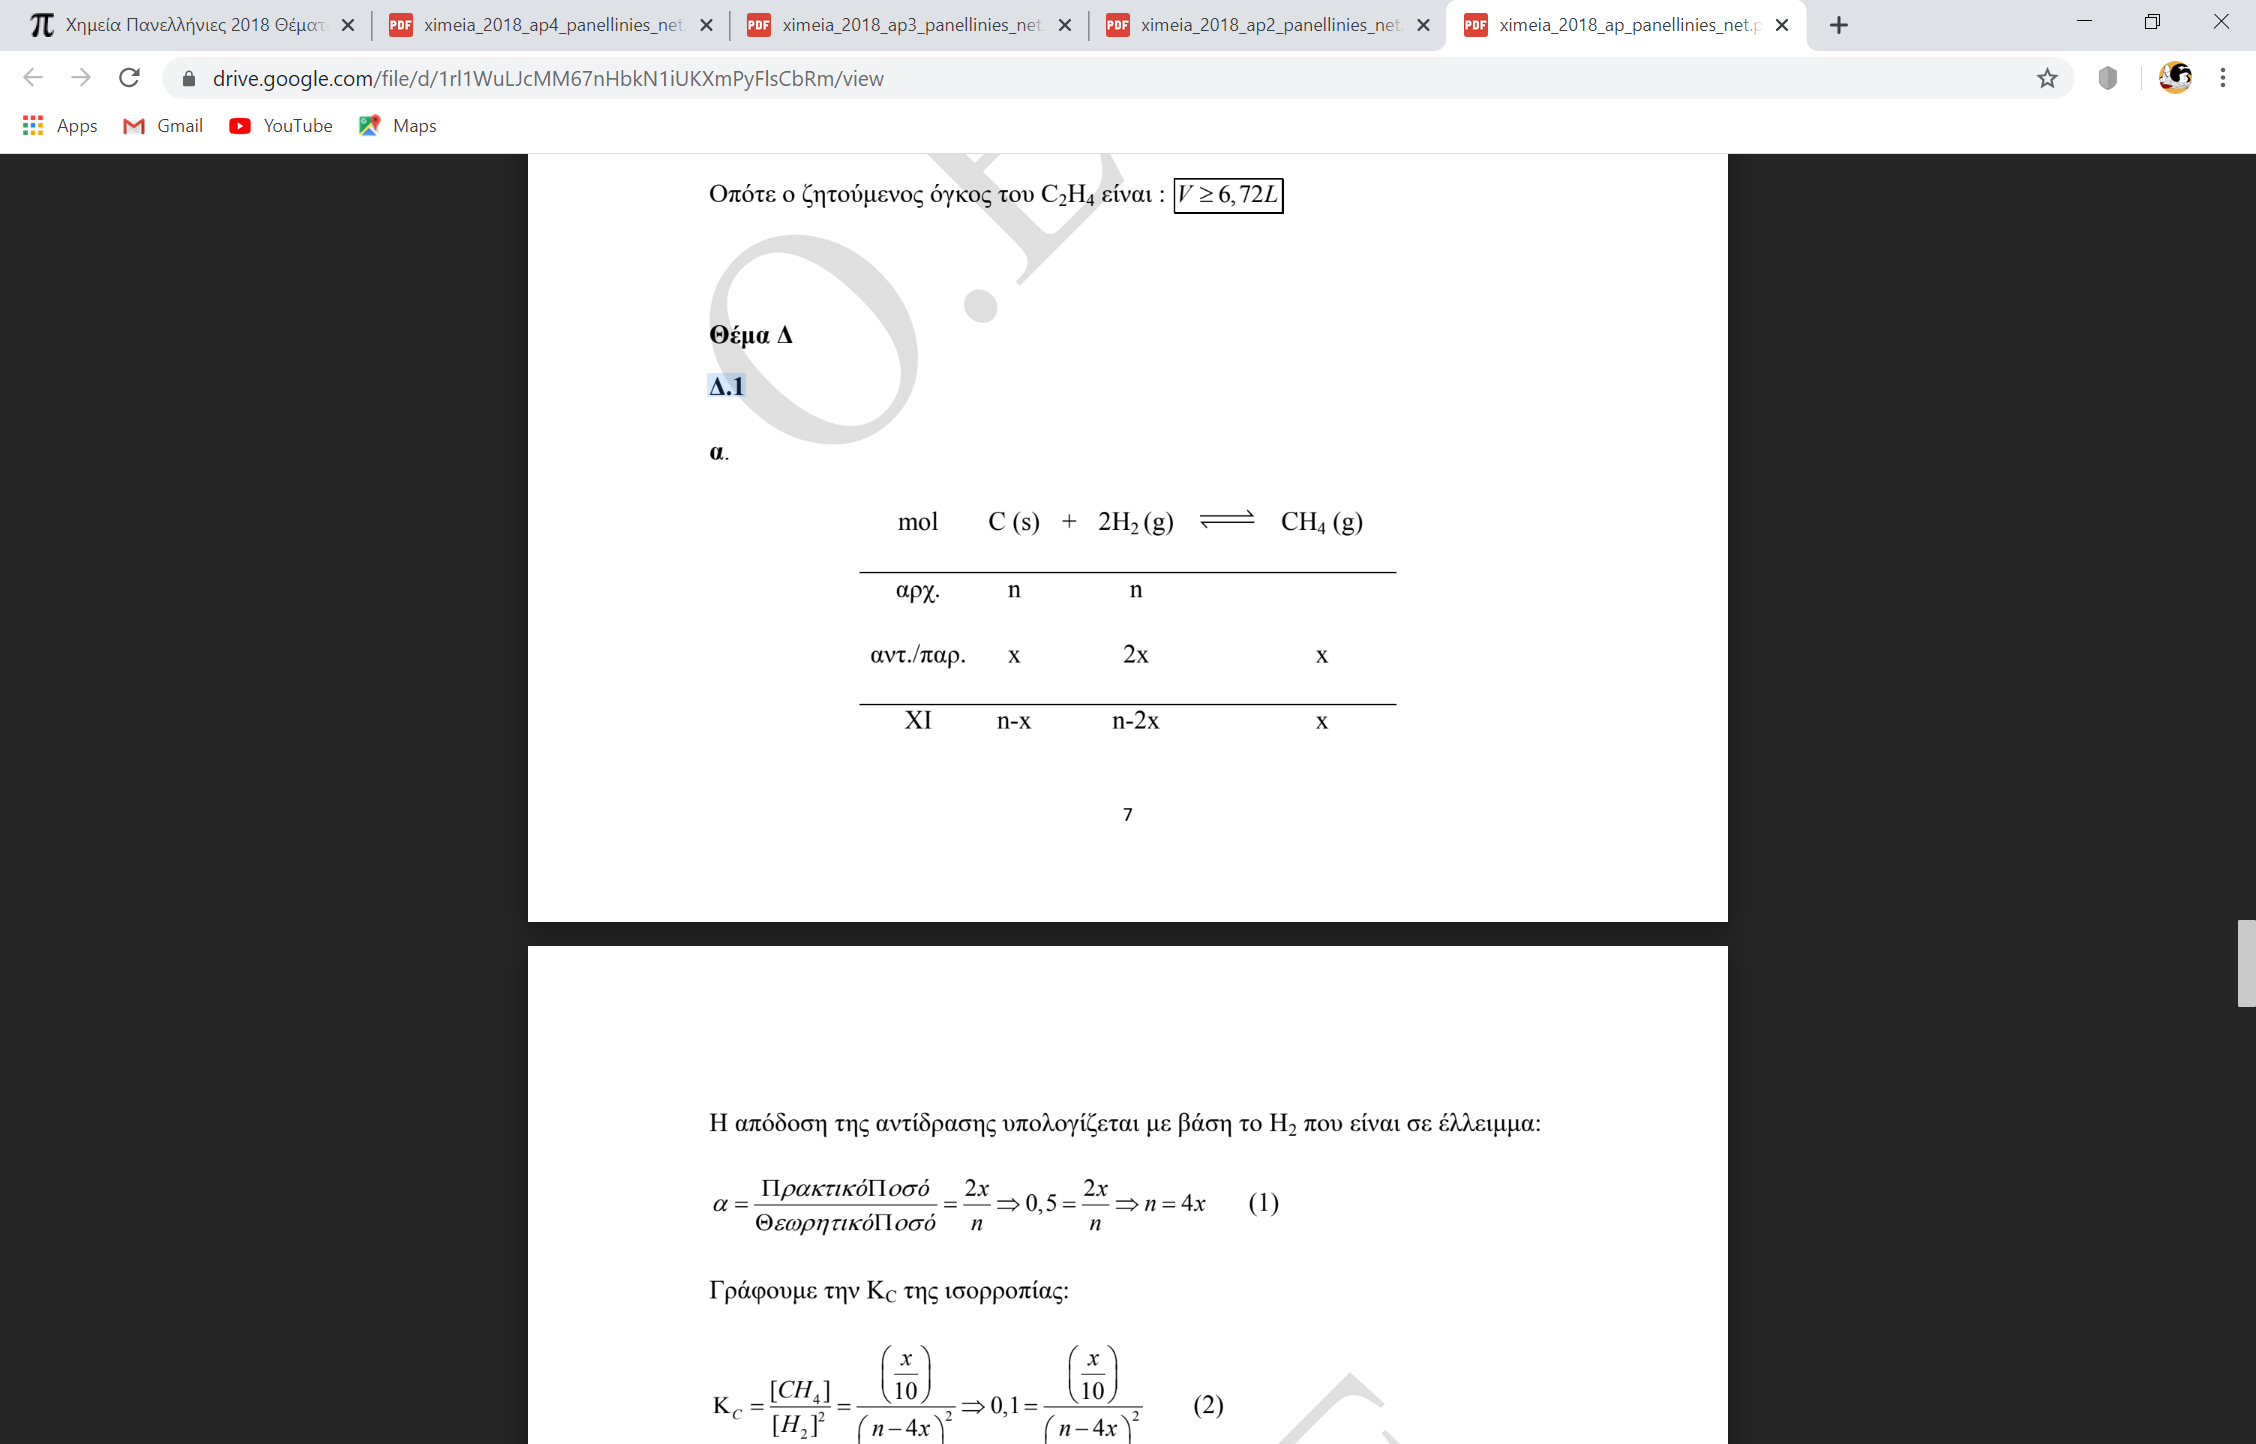 Χημεία Πανελλήνιες 2018 Θέματ
ximeia_2018_ap4_panellinies_net.
ximeia_2018_ap3_panellinies_net.
ximeia_2018_ap2_panellinies_net.
ximeia_2018_ap_panellinies_net.p
drive.google.com/file/d/1rl1WuLJcMM67nHbkN1iUKXmPyFlsCbRm/view
Apps Gmail YouTube Maps
Οπότε ο ζητούμενος όγκος του C₂H₄ είναι : V ≥ 6,72L
Θέμα Δ
Δ.1
α.
mol C (s) + 2H₂ (g) ⇌ CH₄ (g)
αρχ. n n
αντ./παρ. x 2x x
ΧΙ n-x n-2x x
7
Η απόδοση της αντίδρασης υπολογίζεται με βάση το H₂ που είναι σε έλλειμμα:
α = ΠρακτικόΠοσό / ΘεωρητικόΠοσό = 2x / n ⇒ 0,5 = 2x / n ⇒ n = 4x (1)
Γράφουμε την K_C της ισορροπίας:
K_C = [CH₄] / [H₂]² = (x/10) / (n − 4x)² ⇒ 0,1 = (x/10) / (n − 4x)² (2)
Ο.Ε